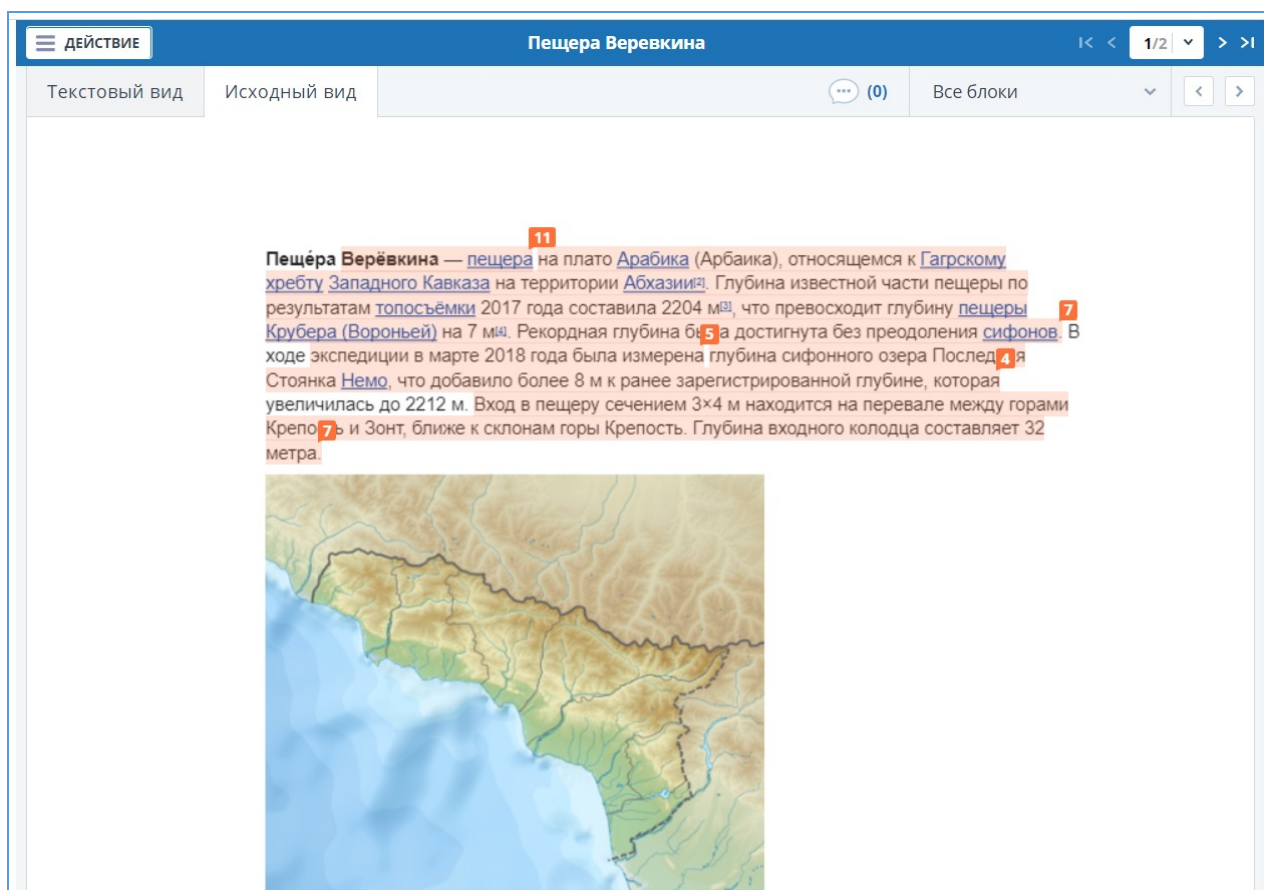 ДЕЙСТВИЕ
Пещера Веревкина
1/2
Текстовый вид
Исходный вид
(0)
Все блоки
11
Пеще́ра Верёвкина — пещера на плато Арабика (Арбаика), относящемся к Гагрскому
хребту Западного Кавказа на территории Абхазии[2]. Глубина известной части пещеры по
результатам топосъёмки 2017 года составила 2204 м[3], что превосходит глубину пещеры
7
Крубера (Вороньей) на 7 м[4]. Рекордная глубина б 5 а достигнута без преодоления сифонов. В
ходе экспедиции в марте 2018 года была измерена глубина сифонного озера Послед 4 я
Стоянка Немо, что добавило более 8 м к ранее зарегистрированной глубине, которая
увеличилась до 2212 м. Вход в пещеру сечением 3×4 м находится на перевале между горами
Крепо 7 ь и Зонт, ближе к склонам горы Крепость. Глубина входного колодца составляет 32
метра.